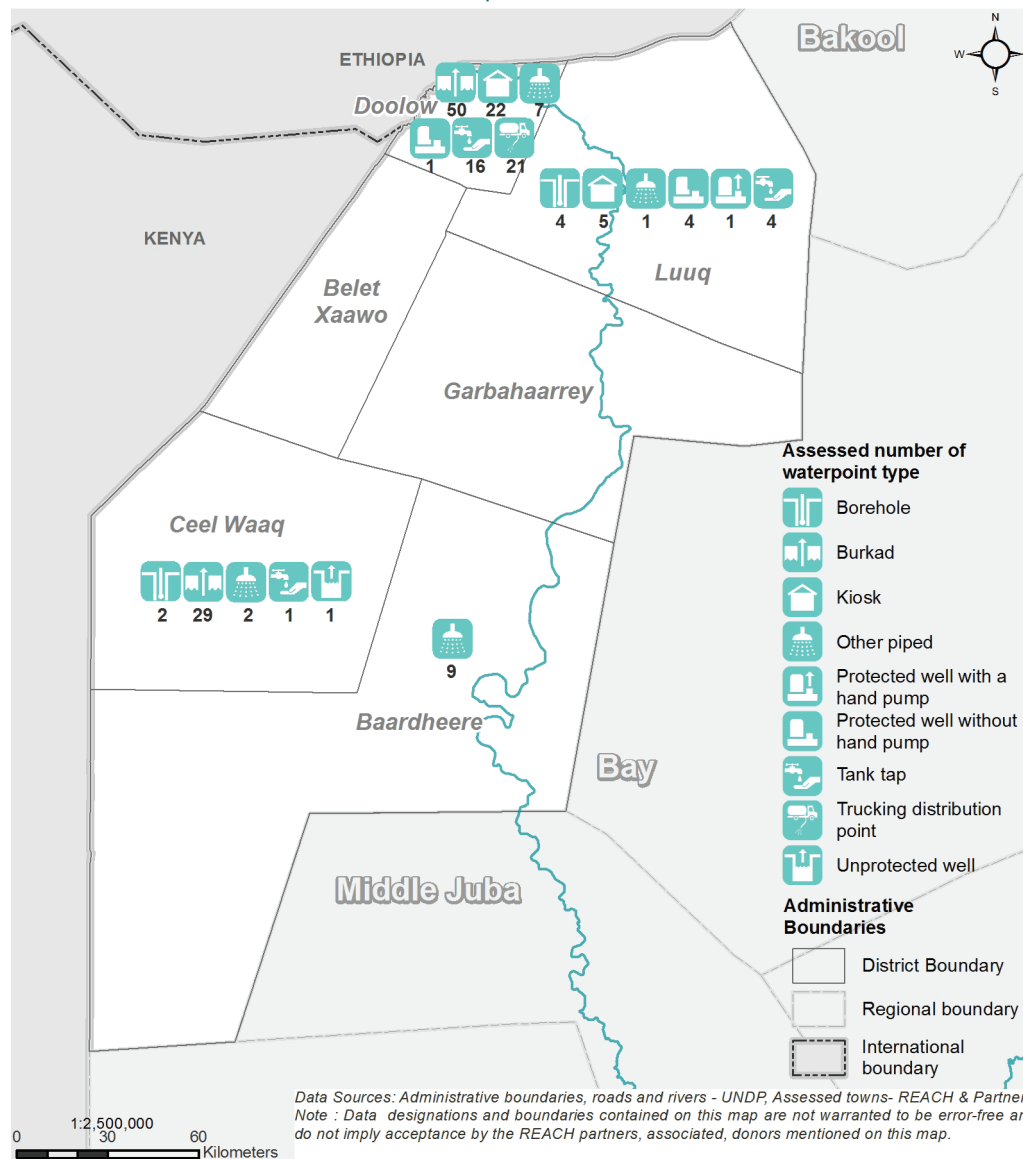 Bakool
N
W
S
ETHIOPIA
Doolow
50 22 7
1 16 21
4 5 1 4 1 4
KENYA
Luuq
Belet
Xaawo
Garbahaarrey
Ceel Waaq
2 29 2 1 1
9
Baardheere
Bay
Middle Juba
Assessed number of
waterpoint type
Borehole
Burkad
Kiosk
Other piped
Protected well with a
hand pump
Protected well without
hand pump
Tank tap
Trucking distribution
point
Unprotected well
Administrative
Boundaries
District Boundary
Regional boundary
International
boundary
1:2,500,000
0 30 60
Kilometers
Data Sources: Administrative boundaries, roads and rivers - UNDP, Assessed towns- REACH &
Note : Data designations and boundaries contained on this map are not warranted to be error-free
do not imply acceptance by the REACH partners, associated, donors mentioned on this map.